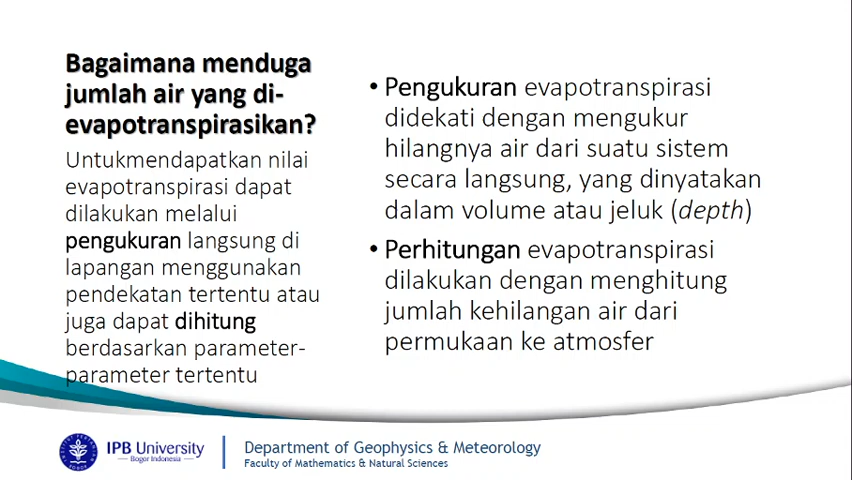 Bagaimana menduga
jumlah air yang di-
evapotranspirasikan?
Untukmendapatkan nilai
evapotranspirasi dapat
dilakukan melalui
pengukuran langsung di
lapangan menggunakan
pendekatan tertentu atau
juga dapat dihitung
berdasarkan parameter-
parameter tertentu
• Pengukuran evapotranspirasi
didekati dengan mengukur
hilangnya air dari suatu sistem
secara langsung, yang dinyatakan
dalam volume atau jeluk (depth)
• Perhitungan evapotranspirasi
dilakukan dengan menghitung
jumlah kehilangan air dari
permukaan ke atmosfer
IPB University
Bogor Indonesia
Department of Geophysics & Meteorology
Faculty of Mathematics & Natural Sciences